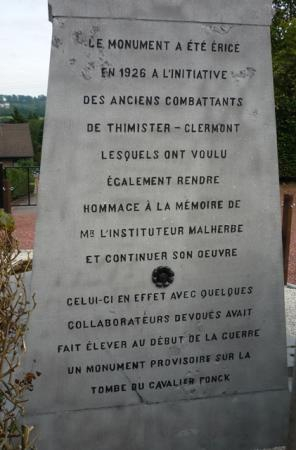 LE MONUMENT A ÉTÉ ÉRICE
EN 1926 A L'INITIATIVE
DES ANCIENS COMBATTANTS
DE THIMISTER - CLERMONT
LESQUELS ONT VOULU
ÉGALEMENT RENDRE
HOMMAGE À LA MÉMOIRE DE
MR L'INSTITUTEUR MALHERBE
ET CONTINUER SON OEUVRE
CELUI-CI EN EFFET AVEC QUELQUES
COLLABORATEURS DEVOUÉS AVAIT
FAIT ÉLEVER AU DÉBUT DE LA GUERRE
UN MONUMENT PROVISOIRE SUR LA
TOMBE DU CAVALIER FONCK